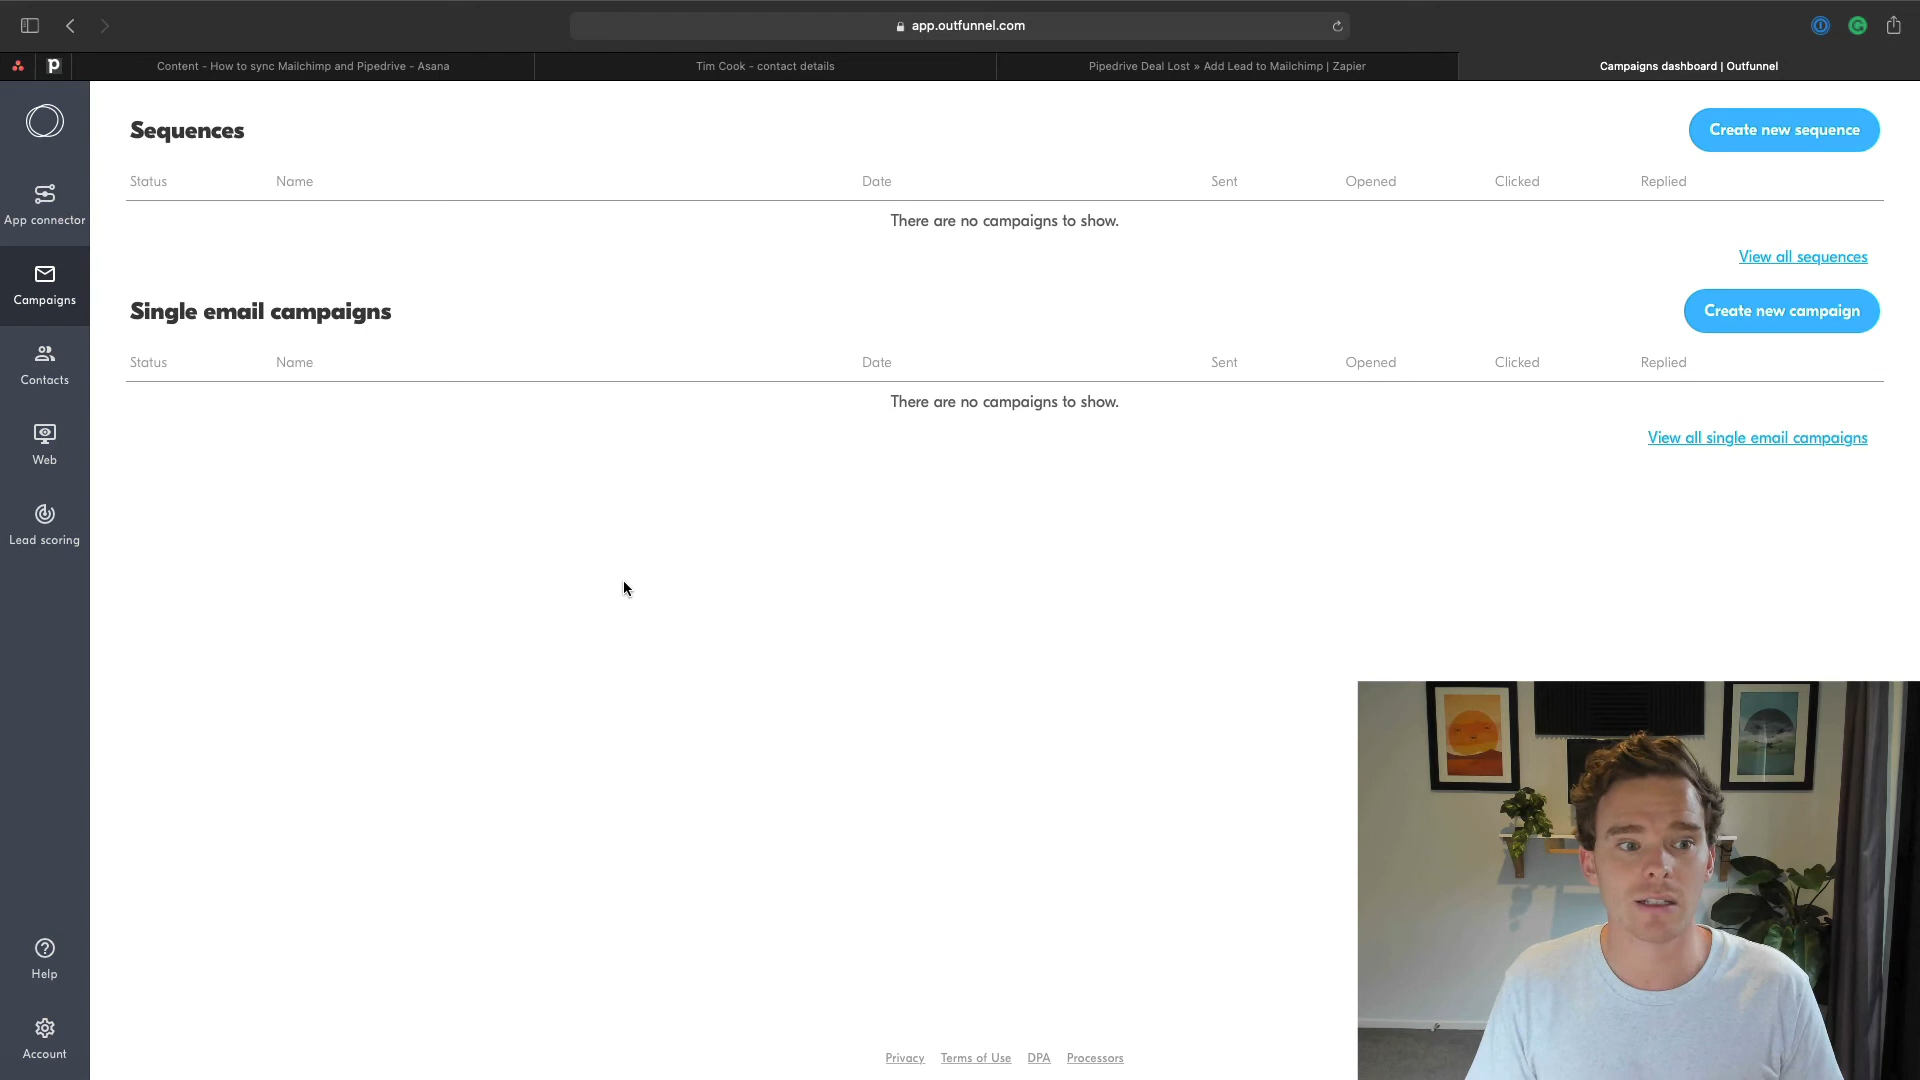 app.outfunnel.com
Content - How to sync Mailchimp and Pipedrive - Asana
Tim Cook - contact details
Pipedrive Deal Lost » Add Lead to Mailchimp | Zapier
Campaigns dashboard | Outfunnel
Sequences
Create new sequence
Status Name Date Sent Opened Clicked Replied
There are no campaigns to show.
View all sequences
Single email campaigns
Create new campaign
Status Name Date Sent Opened Clicked Replied
There are no campaigns to show.
View all single email campaigns
App connector
Campaigns
Contacts
Web
Lead scoring
Help
Account
Privacy Terms of Use DPA Processors